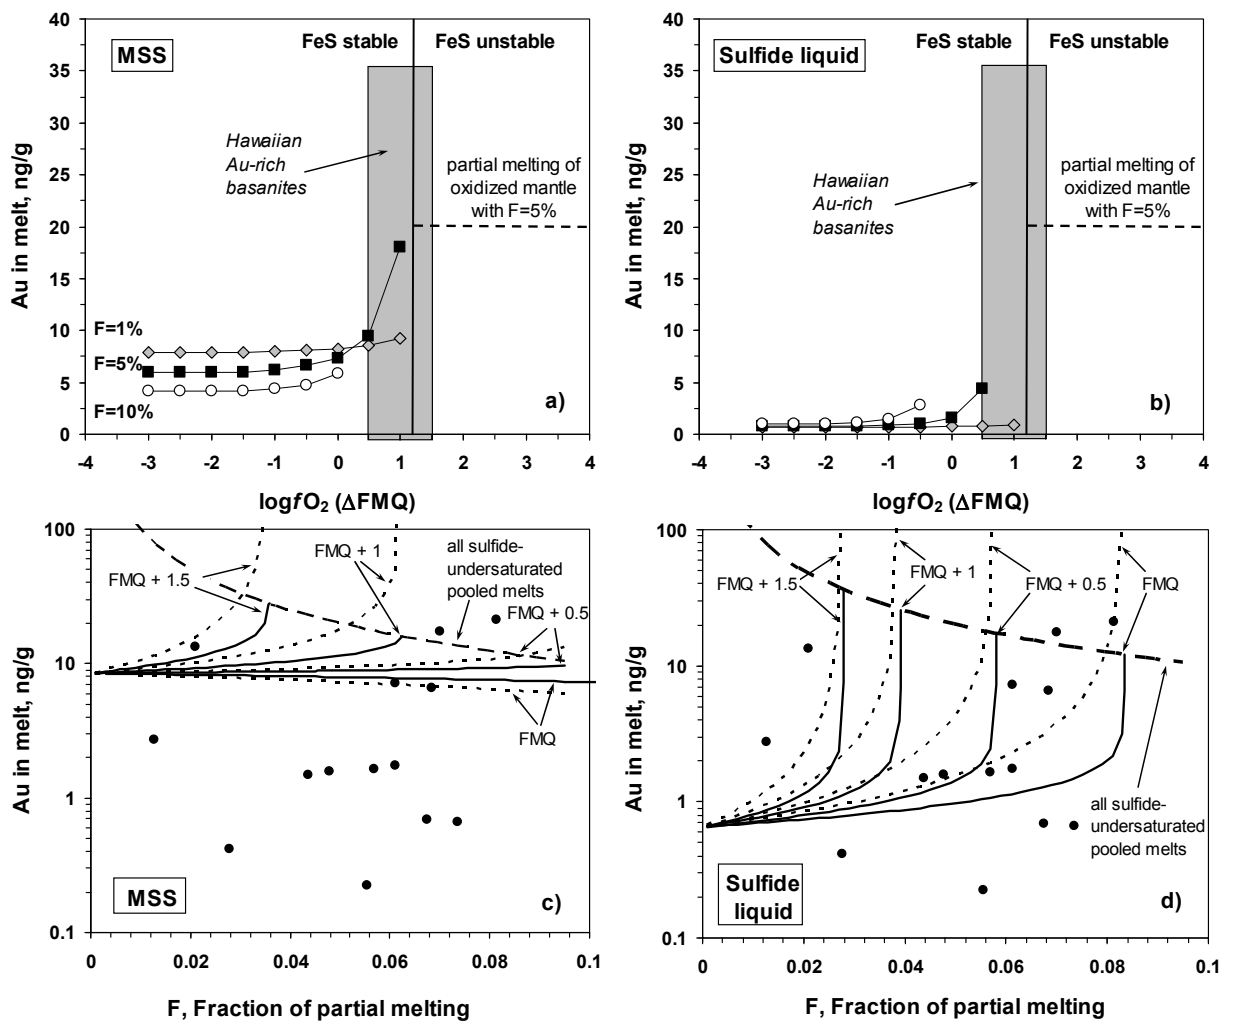 40
35
30
25
20
15
10
5
0
Au in melt, ng/g
MSS
FeS stable
FeS unstable
Hawaiian
Au-rich
basanites
partial melting of
oxidized mantle
with F=5%
F=1%
F=5%
F=10%
a)
-4 -3 -2 -1 0 1 2 3 4
logfO2 (ΔFMQ)
40
35
30
25
20
15
10
5
0
Au in melt, ng/g
Sulfide liquid
FeS stable
FeS unstable
Hawaiian
Au-rich
basanites
partial melting of
oxidized mantle
with F=5%
b)
-4 -3 -2 -1 0 1 2 3 4
logfO2 (ΔFMQ)
100
10
1
0.1
Au in melt, ng/g
FMQ + 1.5
FMQ + 1
all sulfide-
undersaturated
pooled melts
FMQ + 0.5
FMQ
MSS
c)
0 0.02 0.04 0.06 0.08 0.1
F, Fraction of partial melting
100
10
1
0.1
Au in melt, ng/g
FMQ + 1.5
FMQ + 1
FMQ + 0.5
FMQ
all sulfide-
undersaturated
pooled melts
Sulfide
liquid
d)
0 0.02 0.04 0.06 0.08 0.1
F, Fraction of partial melting